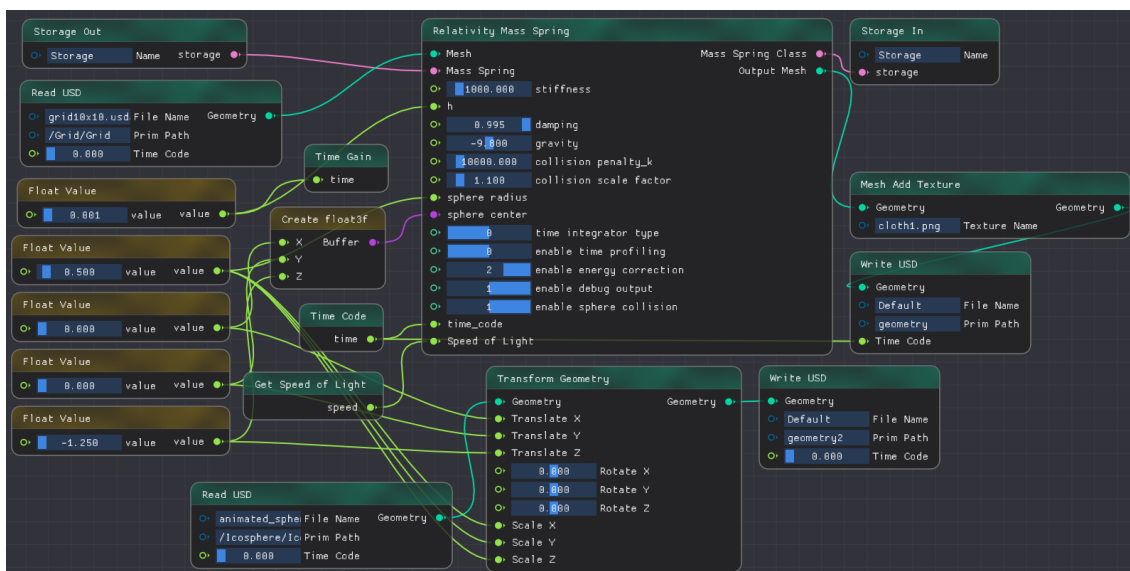 Storage Out
Storage Name storage
Read USD
grid10x10.usd File Name Geometry
/Grid/Grid Prim Path
0.000 Time Code
Time Gain
time
Float Value
0.001 value value
Float Value
0.500 value value
Float Value
0.000 value value
Float Value
0.000 value value
Float Value
-1.250 value value
Create float3f
X Buffer
Y
Z
Time Code
time
Get Speed of Light
speed
Relativity Mass Spring
Mesh Mass Spring Class
Mass Spring Output Mesh
1000.000 stiffness
h
0.995 damping
-9.800 gravity
10000.000 collision penalty_k
1.100 collision scale factor
sphere radius
sphere center
0 time integrator type
0 enable time profiling
2 enable energy correction
1 enable debug output
1 enable sphere collision
time_code
Speed of Light
Storage In
Storage Name
storage
Mesh Add Texture
Geometry Geometry
cloth1.png Texture Name
Write USD
Geometry
Default File Name
geometry Prim Path
Time Code
Transform Geometry
Geometry Geometry
Translate X
Translate Y
Translate Z
0.000 Rotate X
0.000 Rotate Y
0.000 Rotate Z
Scale X
Scale Y
Scale Z
Write USD
Geometry
Default File Name
geometry2 Prim Path
0.000 Time Code
Read USD
animated_sphe File Name Geometry
/Icosphere/Ic Prim Path
0.000 Time Code